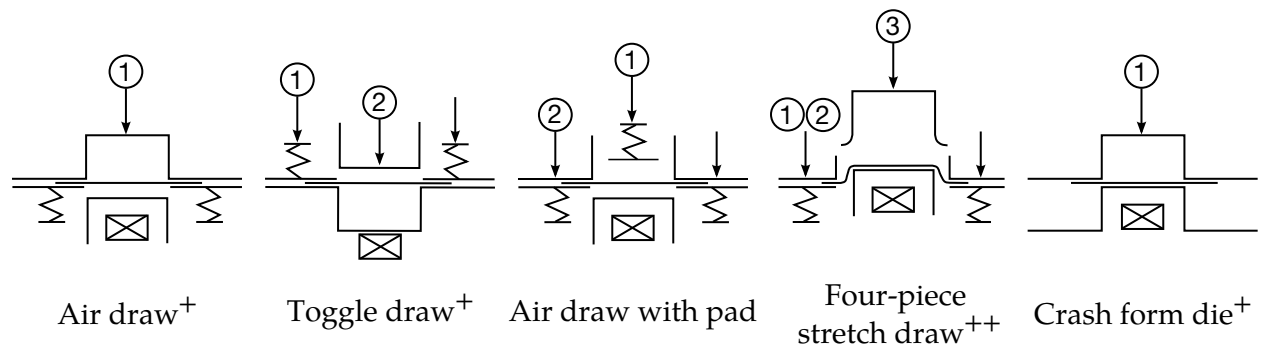 1
1
2
1
2
3
1 2
1
Air draw+
Toggle draw+
Air draw with pad
Four-piece
stretch draw++
Crash form die+